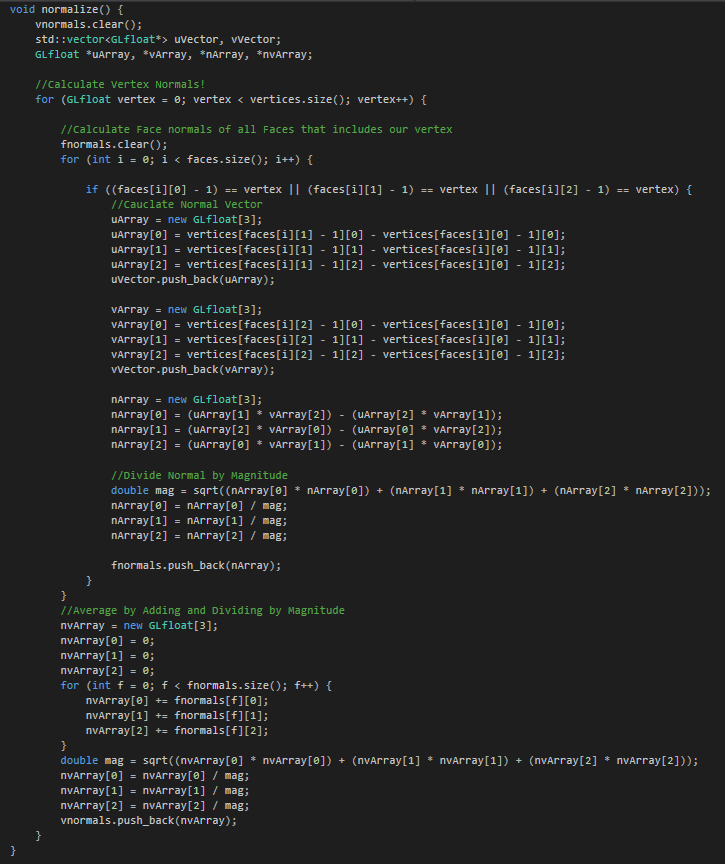 void normalize() {
    vnormals.clear();
    std::vector<GLfloat*> uVector, vVector;
    GLfloat *uArray, *vArray, *nArray, *nvArray;

    //Calculate Vertex Normals!
    for (GLfloat vertex = 0; vertex < vertices.size(); vertex++) {

        //Calculate Face normals of all Faces that includes our vertex
        fnormals.clear();
        for (int i = 0; i < faces.size(); i++) {

            if ((faces[i][0] - 1) == vertex || (faces[i][1] - 1) == vertex || (faces[i][2] - 1) == vertex) {
                //Cauclate Normal Vector
                uArray = new GLfloat[3];
                uArray[0] = vertices[faces[i][1] - 1][0] - vertices[faces[i][0] - 1][0];
                uArray[1] = vertices[faces[i][1] - 1][1] - vertices[faces[i][0] - 1][1];
                uArray[2] = vertices[faces[i][1] - 1][2] - vertices[faces[i][0] - 1][2];
                uVector.push_back(uArray);

                vArray = new GLfloat[3];
                vArray[0] = vertices[faces[i][2] - 1][0] - vertices[faces[i][0] - 1][0];
                vArray[1] = vertices[faces[i][2] - 1][1] - vertices[faces[i][0] - 1][1];
                vArray[2] = vertices[faces[i][2] - 1][2] - vertices[faces[i][0] - 1][2];
                vVector.push_back(vArray);

                nArray = new GLfloat[3];
                nArray[0] = (uArray[1] * vArray[2]) - (uArray[2] * vArray[1]);
                nArray[1] = (uArray[2] * vArray[0]) - (uArray[0] * vArray[2]);
                nArray[2] = (uArray[0] * vArray[1]) - (uArray[1] * vArray[0]);

                //Divide Normal by Magnitude
                double mag = sqrt((nArray[0] * nArray[0]) + (nArray[1] * nArray[1]) + (nArray[2] * nArray[2]));
                nArray[0] = nArray[0] / mag;
                nArray[1] = nArray[1] / mag;
                nArray[2] = nArray[2] / mag;

                fnormals.push_back(nArray);
            }
        }
        //Average by Adding and Dividing by Magnitude
        nvArray = new GLfloat[3];
        nvArray[0] = 0;
        nvArray[1] = 0;
        nvArray[2] = 0;
        for (int f = 0; f < fnormals.size(); f++) {
            nvArray[0] += fnormals[f][0];
            nvArray[1] += fnormals[f][1];
            nvArray[2] += fnormals[f][2];
        }
        double mag = sqrt((nvArray[0] * nvArray[0]) + (nvArray[1] * nvArray[1]) + (nvArray[2] * nvArray[2]));
        nvArray[0] = nvArray[0] / mag;
        nvArray[1] = nvArray[1] / mag;
        nvArray[2] = nvArray[2] / mag;
        vnormals.push_back(nvArray);
    }
}